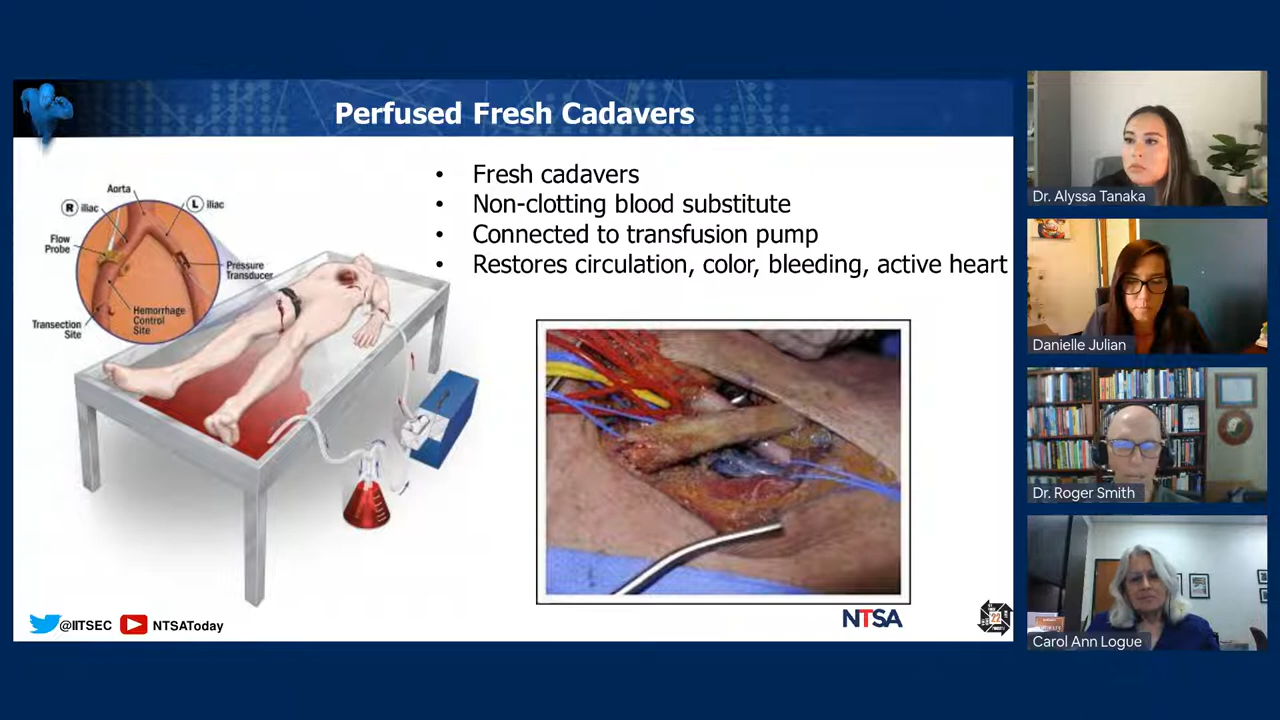 Perfused Fresh Cadavers
• Fresh cadavers
• Non-clotting blood substitute
• Connected to transfusion pump
• Restores circulation, color, bleeding, active heart
Aorta
R iliac
L iliac
Flow
Probe
Pressure
Transducer
Hemorrhage
Control
Site
Transection
Site
@IITSEC
NTSAToday
NTSA
Dr. Alyssa Tanaka
Danielle Julian
Dr. Roger Smith
Carol Ann Logue